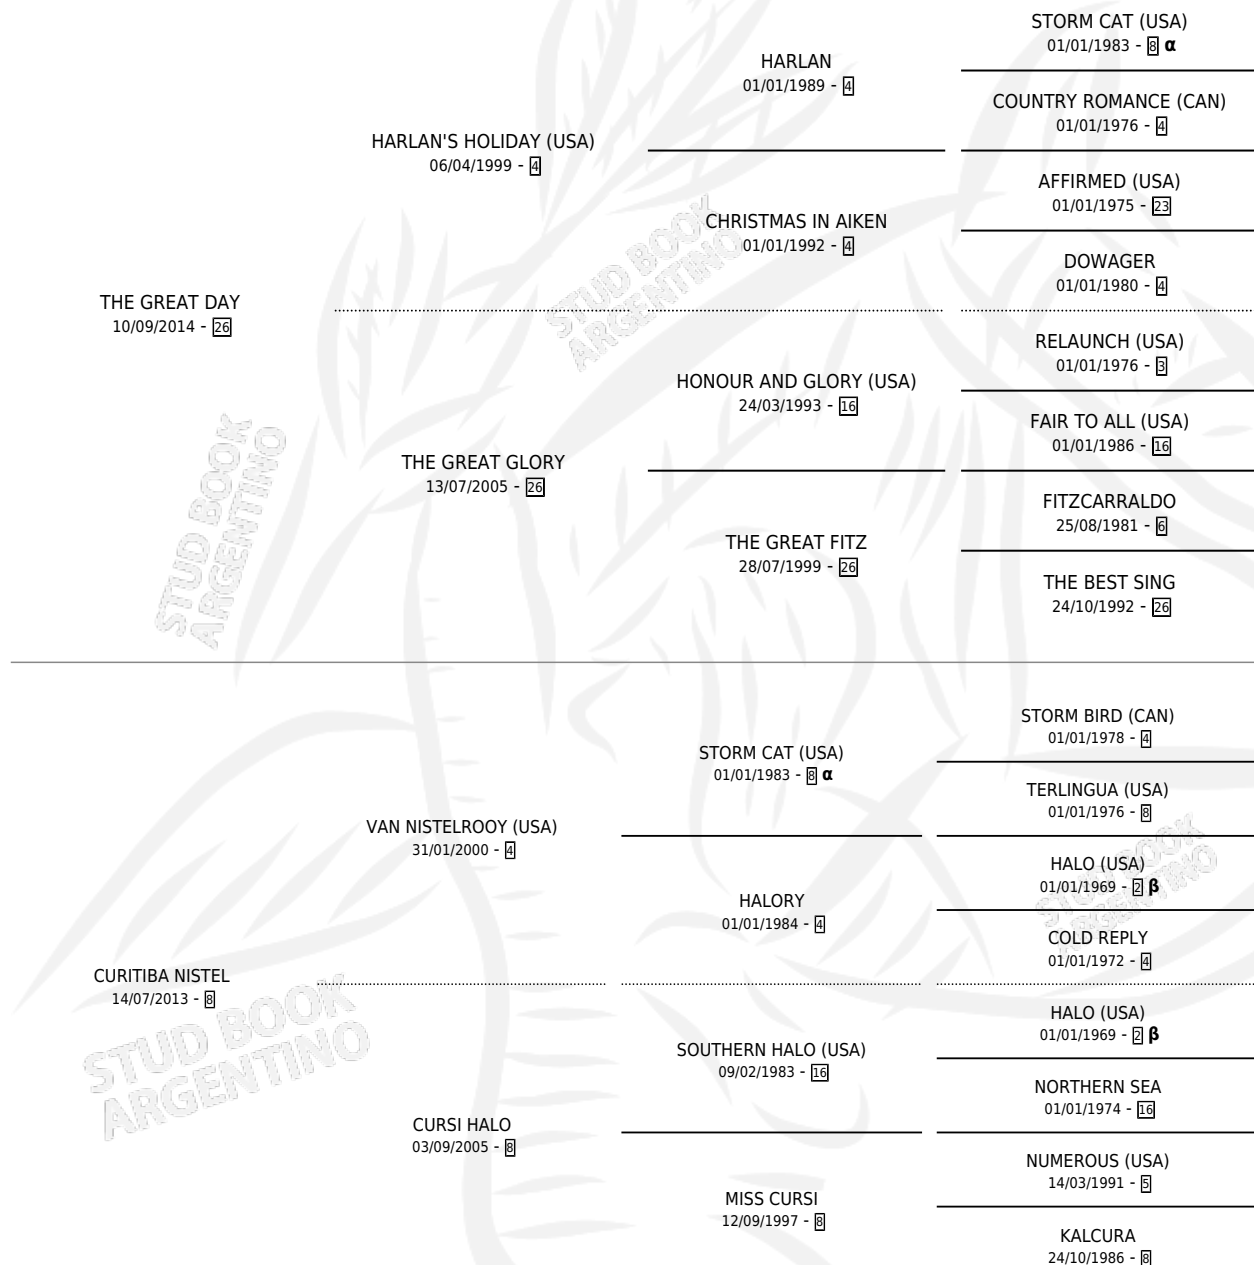 THE GREAT DAY
10/09/2014 - 26
HARLAN'S HOLIDAY (USA)
06/04/1999 - 4
THE GREAT GLORY
13/07/2005 - 26
HARLAN
01/01/1989 - 4
CHRISTMAS IN AIKEN
01/01/1992 - 4
HONOUR AND GLORY (USA)
24/03/1993 - 16
THE GREAT FITZ
28/07/1999 - 26
STORM CAT (USA)
01/01/1983 - 8 α
COUNTRY ROMANCE (CAN)
01/01/1976 - 4
AFFIRMED (USA)
01/01/1975 - 23
DOWAGER
01/01/1980 - 4
RELAUNCH (USA)
01/01/1976 - 3
FAIR TO ALL (USA)
01/01/1986 - 16
FITZCARRALDO
25/08/1981 - 6
THE BEST SING
24/10/1992 - 26
CURITIBA NISTEL
14/07/2013 - 8
VAN NISTELROOY (USA)
31/01/2000 - 4
CURSI HALO
03/09/2005 - 8
STORM CAT (USA)
01/01/1983 - 8 α
HALORY
01/01/1984 - 4
SOUTHERN HALO (USA)
09/02/1983 - 16
MISS CURSI
12/09/1997 - 8
STORM BIRD (CAN)
01/01/1978 - 4
TERLINGUA (USA)
01/01/1976 - 8
HALO (USA)
01/01/1969 - 2 β
COLD REPLY
01/01/1972 - 4
HALO (USA)
01/01/1969 - 2 β
NORTHERN SEA
01/01/1974 - 16
NUMEROUS (USA)
14/03/1991 - 5
KALCURA
24/10/1986 - 8
STUD BOOK
ARGENTINO
STUD BOOK
ARGENTINO
STUD BOOK
ARGENTINO
STUD BOOK
ARGENTINO